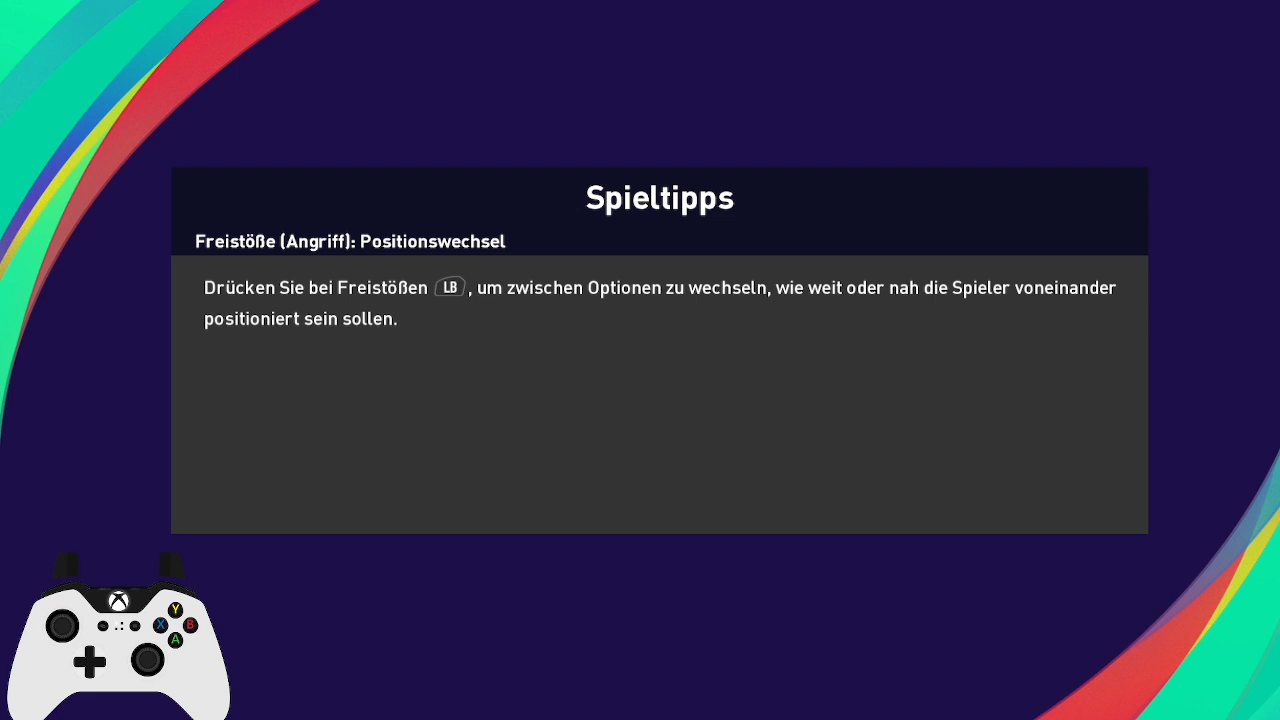 Spieltipps
Freistöße (Angriff): Positionswechsel
Drücken Sie bei Freistößen LB, um zwischen Optionen zu wechseln, wie weit oder nah die Spieler voneinander
positioniert sein sollen.
Y
X B
A